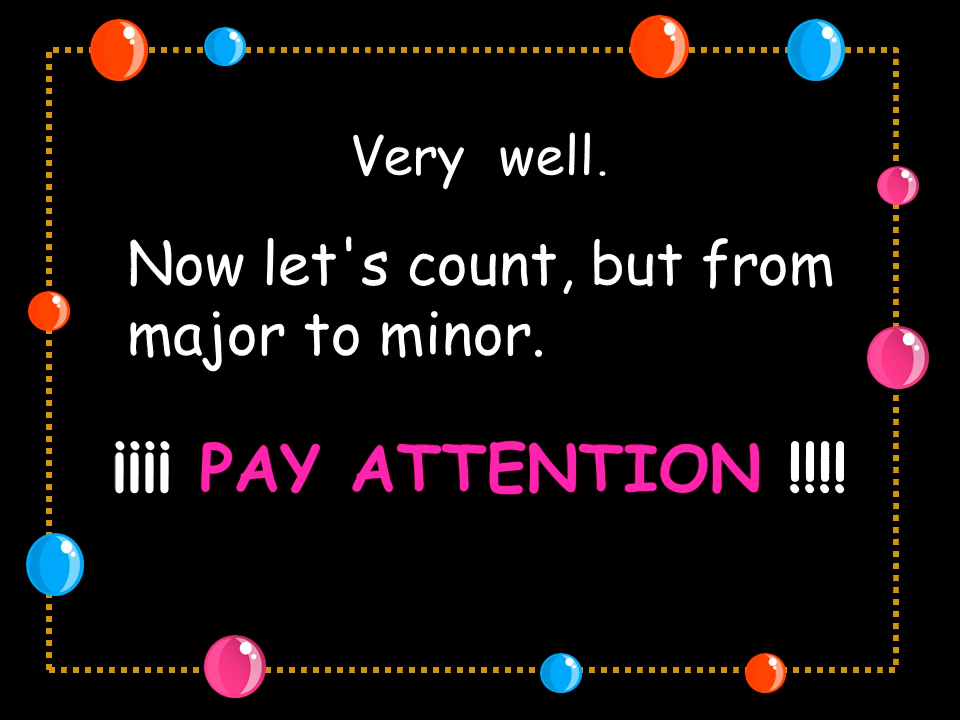 Very well.
Now let's count, but from
major to minor.
¡¡¡¡ PAY ATTENTION !!!!